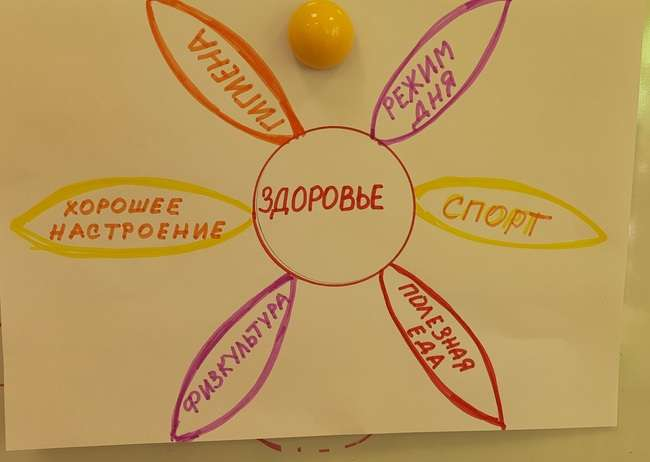 ГИГИЕНА
РЕЖИМ
ДНЯ
ЗДОРОВЬЕ
ХОРОШЕЕ
НАСТРОЕНИЕ
СПОРТ
ФИЗКУЛЬТУРА
ПОЛЕЗНАЯ
ЕДА